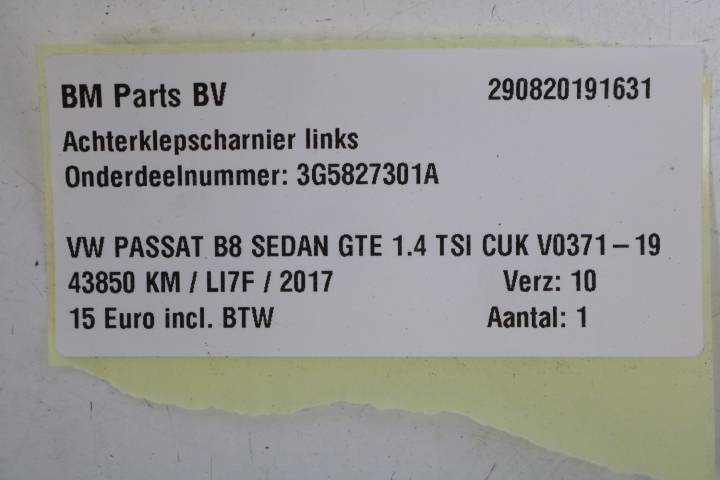 BM Parts BV 290820191631
Achterklepscharnier links
Onderdeelnummer: 3G5827301A
VW PASSAT B8 SEDAN GTE 1.4 TSI CUK V0371-19
43850 KM / LI7F / 2017 Verz: 10
15 Euro incl. BTW Aantal: 1